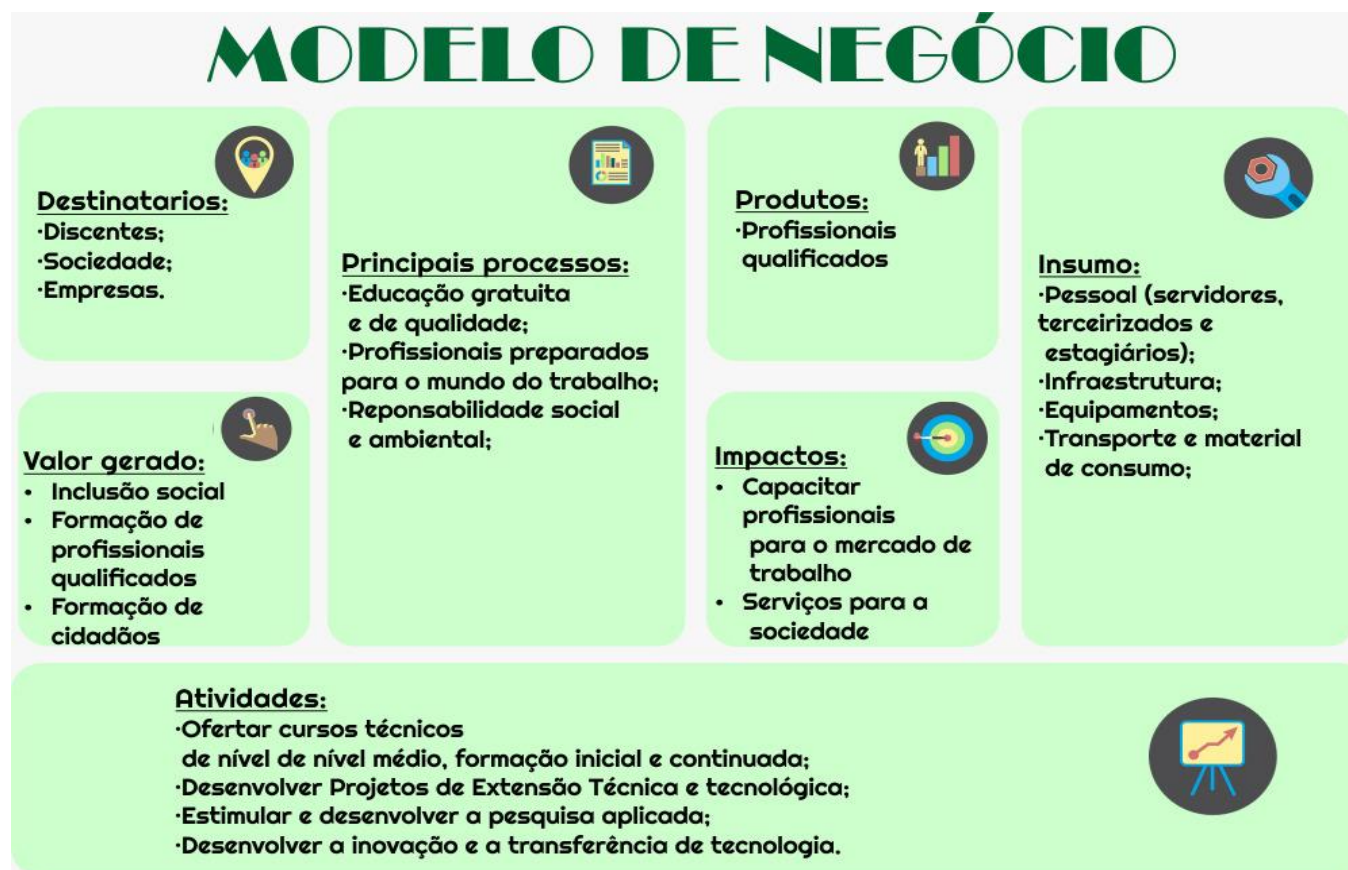 MODELO DE NEGÓCIO
Destinatarios:
·Discentes;
·Sociedade;
·Empresas.
Valor gerado:
• Inclusão social
• Formação de
profissionais
qualificados
• Formação de
cidadãos
Principais processos:
·Educação gratuita
e de qualidade;
·Profissionais preparados
para o mundo do trabalho;
·Reponsabilidade social
e ambiental;
Produtos:
·Profissionais
qualificados
Impactos:
• Capacitar
profissionais
para o mercado de
trabalho
• Serviços para a
sociedade
Insumo:
·Pessoal (servidores,
terceirizados e
estagiários);
·Infraestrutura;
·Equipamentos;
·Transporte e material
de consumo;
Atividades:
·Ofertar cursos técnicos
de nível de nível médio, formação inicial e continuada;
·Desenvolver Projetos de Extensão Técnica e tecnológica;
·Estimular e desenvolver a pesquisa aplicada;
·Desenvolver a inovação e a transferência de tecnologia.